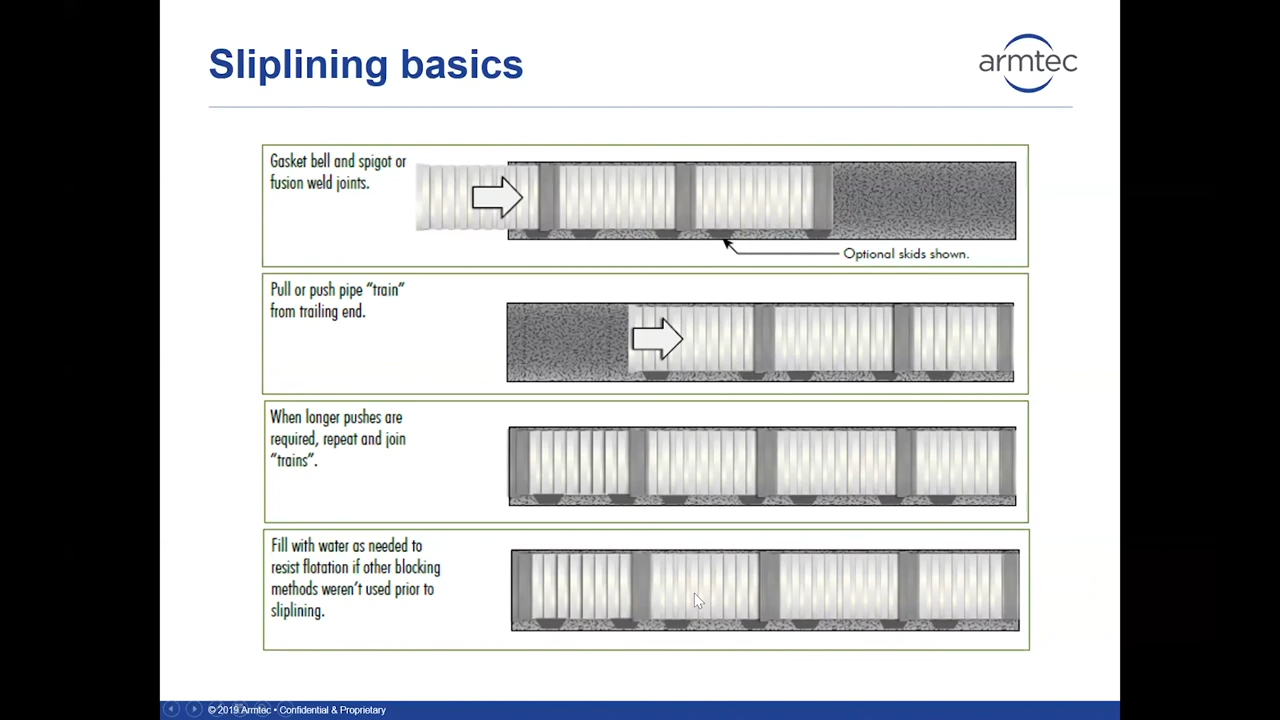 Sliplining basics
armtec
Gasket bell and spigot or
fusion weld joints.
Optional skids shown.
Pull or push pipe “train”
from trailing end.
When longer pushes are
required, repeat and join
“trains”.
Fill with water as needed to
resist flotation if other blocking
methods weren’t used prior to
sliplining.
© 2019 Armtec • Confidential & Proprietary